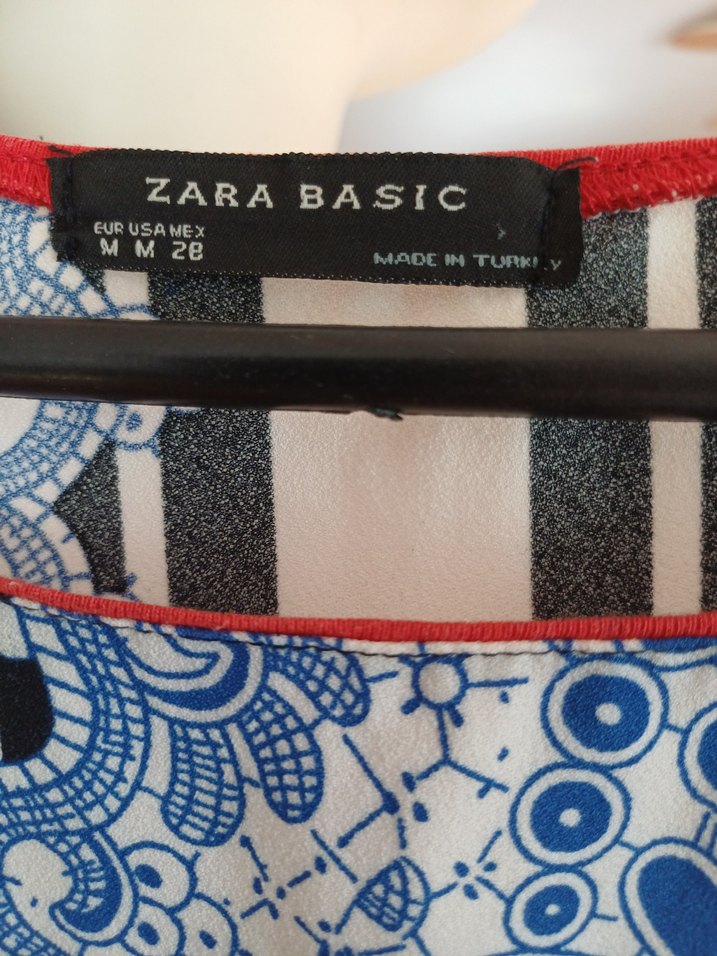 ZARA BASIC
EUR USA MEX
M M 28
MADE IN TURKEY